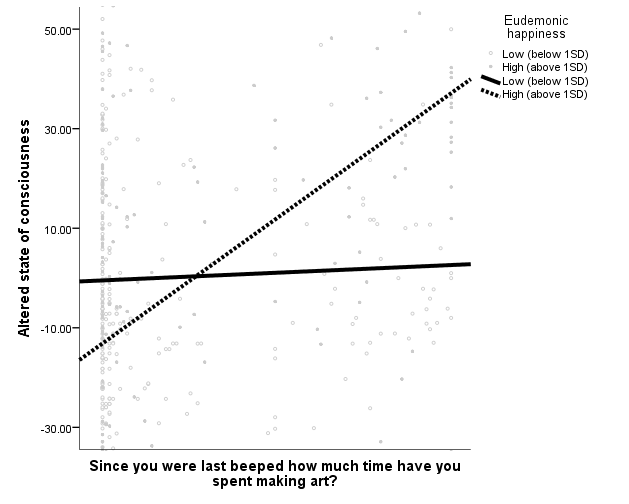 Eudemonic
happiness
Low (below 1SD)
High (above 1SD)
Low (below 1SD)
High (above 1SD)
50.00
30.00
10.00
-10.00
-30.00
Altered state of consciousness
Since you were last beeped how much time have you
spent making art?